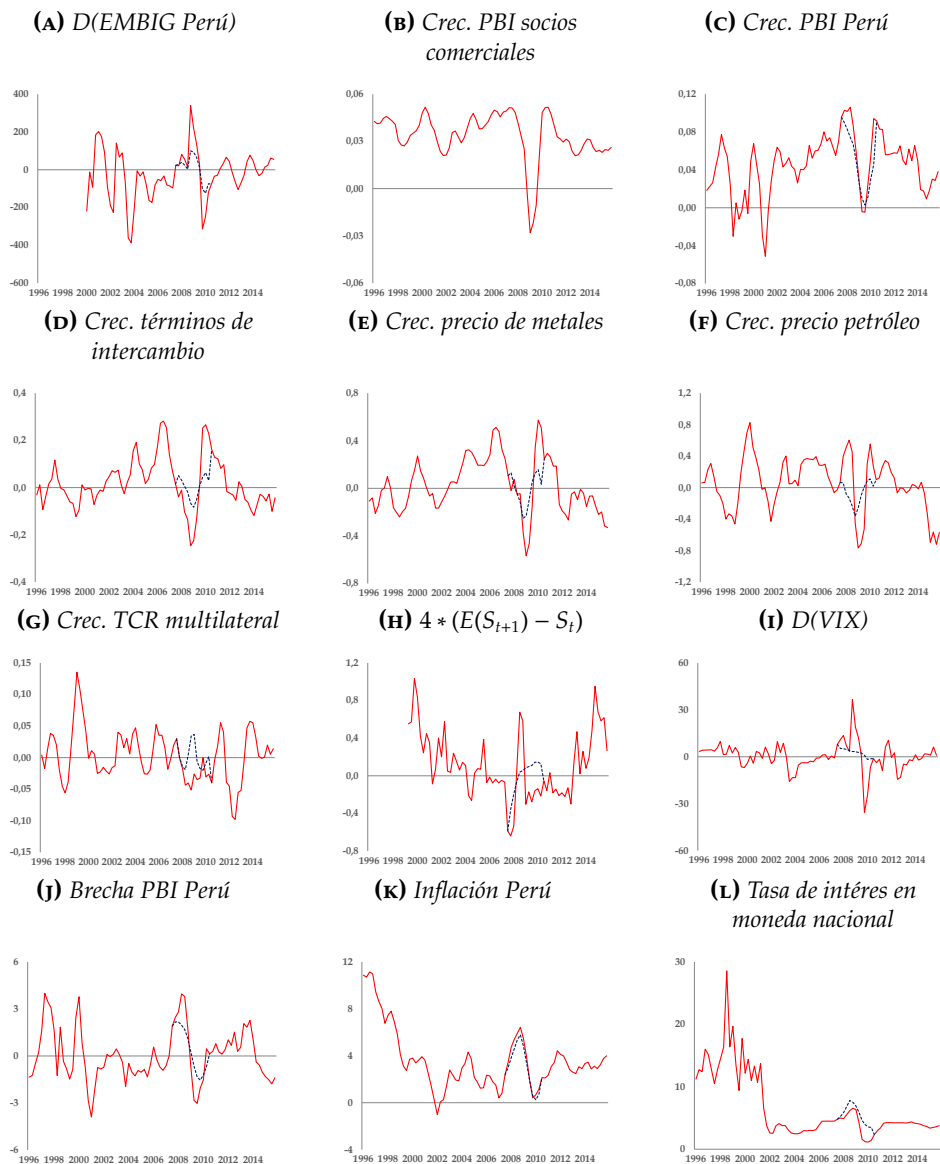 (A) D(EMBIG Perú)
400
200
0
-200
-400
-600
1996 1998 2000 2002 2004 2006 2008 2010 2012 2014
(B) Crec. PBI socios
comerciales
0,06
0,03
0,00
-0,03
-0,06
1996 1998 2000 2002 2004 2006 2008 2010 2012 2014
(C) Crec. PBI Perú
0,12
0,08
0,04
0,00
-0,04
-0,08
1996 1998 2000 2002 2004 2006 2008 2010 2012 2014
(D) Crec. términos de
intercambio
0,4
0,2
0,0
-0,2
-0,4
1996 1998 2000 2002 2004 2006 2008 2010 2012 2014
(E) Crec. precio de metales
0,8
0,4
0,0
-0,4
-0,8
1996 1998 2000 2002 2004 2006 2008 2010 2012 2014
(F) Crec. precio petróleo
1,2
0,8
0,4
0,0
-0,4
-0,8
-1,2
1996 1998 2000 2002 2004 2006 2008 2010 2012 2014
(G) Crec. TCR multilateral
0,15
0,10
0,05
0,00
-0,05
-0,10
-0,15
1996 1998 2000 2002 2004 2006 2008 2010 2012 2014
(H) 4 ∗ (E(S_{t+1}) − S_t)
1,2
0,8
0,4
0,0
-0,4
-0,8
1996 1998 2000 2002 2004 2006 2008 2010 2012 2014
(I) D(VIX)
60
30
0
-30
-60
1996 1998 2000 2002 2004 2006 2008 2010 2012 2014
(J) Brecha PBI Perú
6
3
0
-3
-6
1996 1998 2000 2002 2004 2006 2008 2010 2012 2014
(K) Inflación Perú
12
8
4
0
-4
1996 1998 2000 2002 2004 2006 2008 2010 2012 2014
(L) Tasa de intéres en
moneda nacional
30
20
10
0
1996 1998 2000 2002 2004 2006 2008 2010 2012 2014